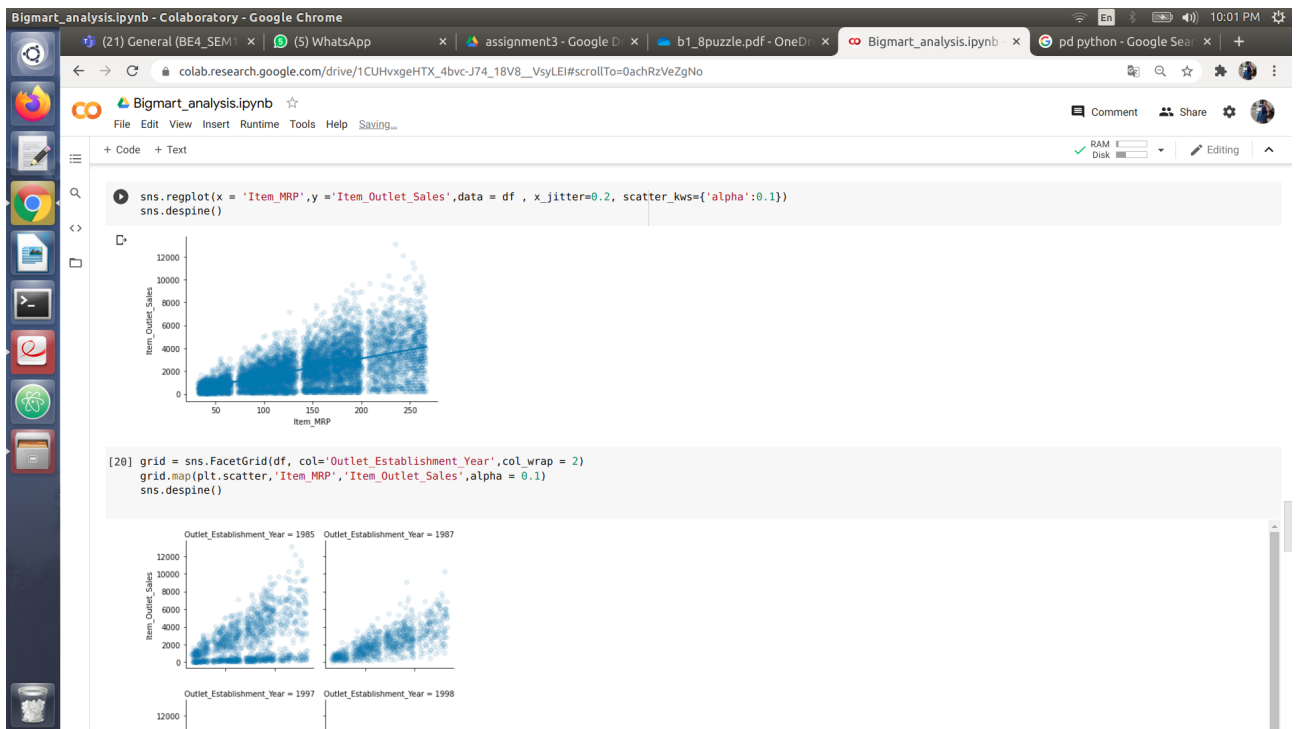 Bigmart_analysis.ipynb - Colaboratory - Google Chrome
En
10:01 PM
(21) General (BE4_SEM1
(5) WhatsApp
assignment3 - Google D
b1_8puzzle.pdf - OneDr
Bigmart_analysis.ipynb
pd python - Google Sear
colab.research.google.com/drive/1CUHvxgeHTX_4bvc-J74_18V8__VsyLEI#scrollTo=0achRzVeZgNo
Bigmart_analysis.ipynb
Comment
Share
File Edit View Insert Runtime Tools Help Saving...
+ Code + Text
RAM
Disk
Editing
sns.regplot(x = 'Item_MRP',y ='Item_Outlet_Sales',data = df , x_jitter=0.2, scatter_kws={'alpha':0.1})
sns.despine()
12000
10000
8000
6000
4000
2000
0
Item_Outlet_Sales
50 100 150 200 250
Item_MRP
[20] grid = sns.FacetGrid(df, col='Outlet_Establishment_Year',col_wrap = 2)
grid.map(plt.scatter,'Item_MRP','Item_Outlet_Sales',alpha = 0.1)
sns.despine()
Outlet_Establishment_Year = 1985 Outlet_Establishment_Year = 1987
12000
10000
8000
6000
4000
2000
0
Item_Outlet_Sales
Outlet_Establishment_Year = 1997 Outlet_Establishment_Year = 1998
12000